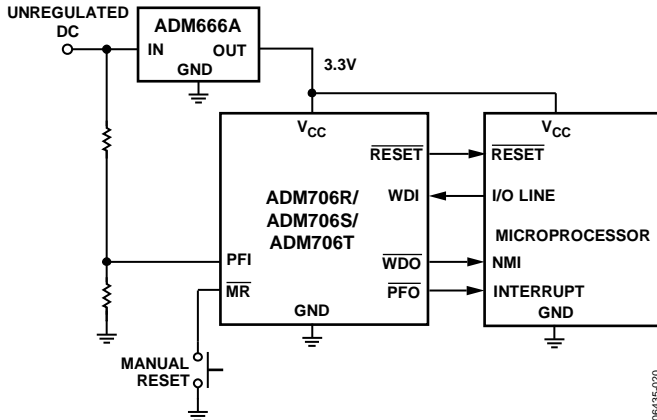 UNREGULATED
DC
ADM666A
IN
OUT
GND
3.3V
VCC
RESET
WDI
ADM706R/
ADM706S/
ADM706T
PFI
WDO
MR
PFO
GND
VCC
RESET
I/O LINE
MICROPROCESSOR
NMI
INTERRUPT
GND
MANUAL
RESET
06435-020